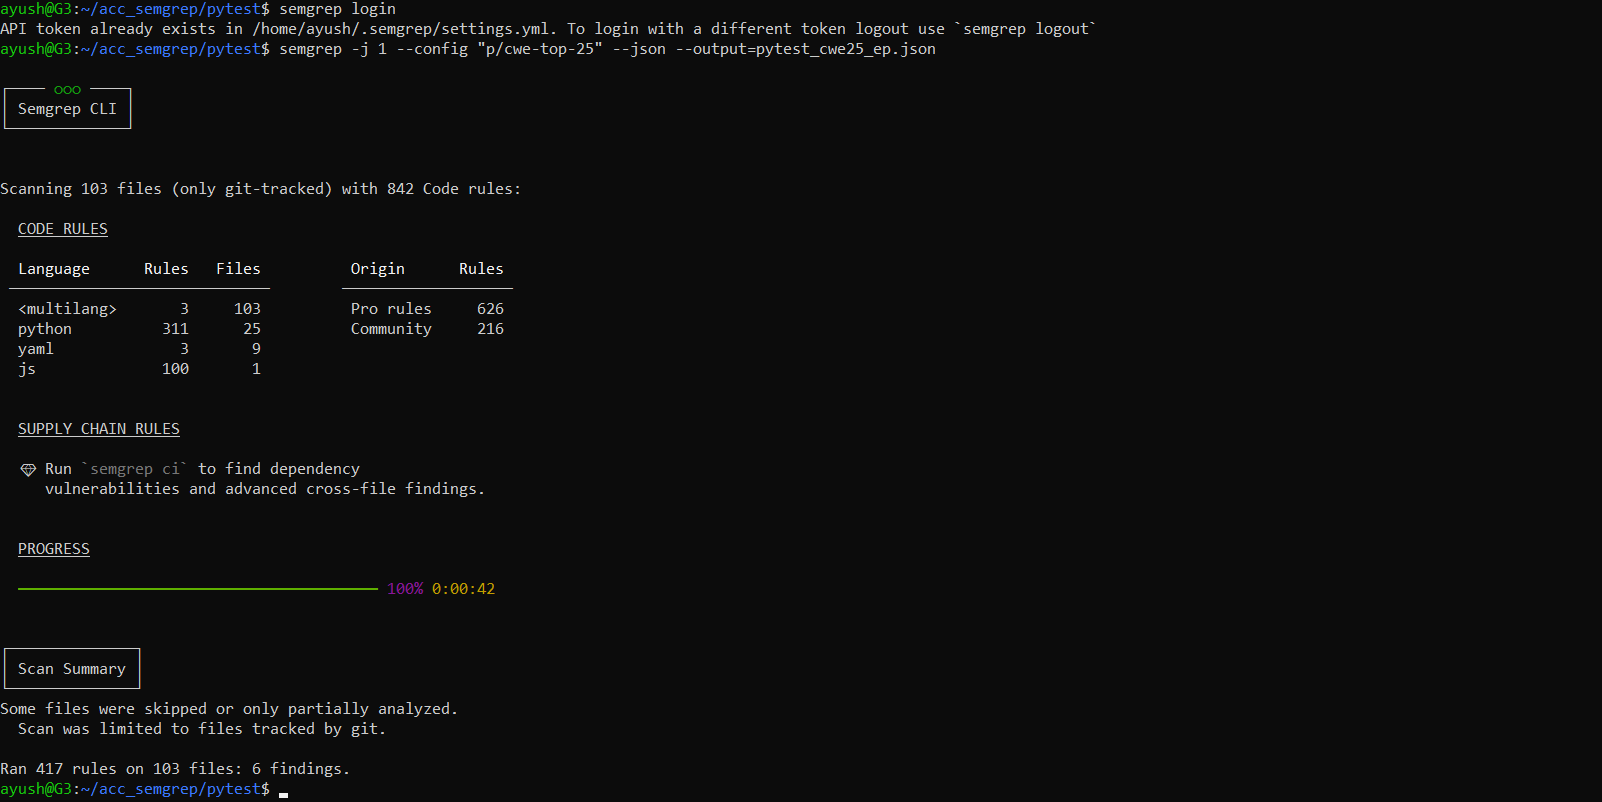 ayush@G3:~/acc_semgrep/pytest$ semgrep login
API token already exists in /home/ayush/.semgrep/settings.yml. To login with a different token logout use `semgrep logout`
ayush@G3:~/acc_semgrep/pytest$ semgrep -j 1 --config "p/cwe-top-25" --json --output=pytest_cwe25_ep.json
ooo
Semgrep CLI
Scanning 103 files (only git-tracked) with 842 Code rules:
CODE RULES
Language Rules Files Origin Rules
<multilang> 3 103 Pro rules 626
python 311 25 Community 216
yaml 3 9
js 100 1
SUPPLY CHAIN RULES
Run `semgrep ci` to find dependency
vulnerabilities and advanced cross-file findings.
PROGRESS
100% 0:00:42
Scan Summary
Some files were skipped or only partially analyzed.
Scan was limited to files tracked by git.
Ran 417 rules on 103 files: 6 findings.
ayush@G3:~/acc_semgrep/pytest$